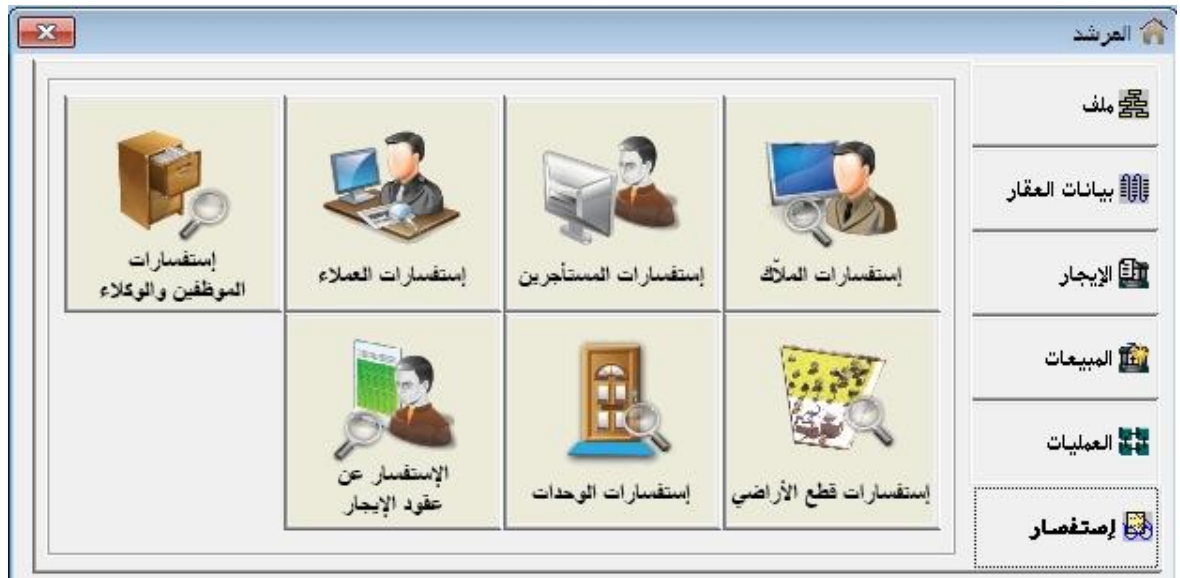 المرشد
ملف
بيانات العقار
الإيجار
المبيعات
العمليات
إستفصار
إستفسارات الملاّك
إستفسارات المستأجرين
إستفسارات العملاء
إستفسارات
الموظفين والوكلاء
إستفسارات قطع الأراضي
إستفسارات الوحدات
الإستفسار عن
عقود الإيجار